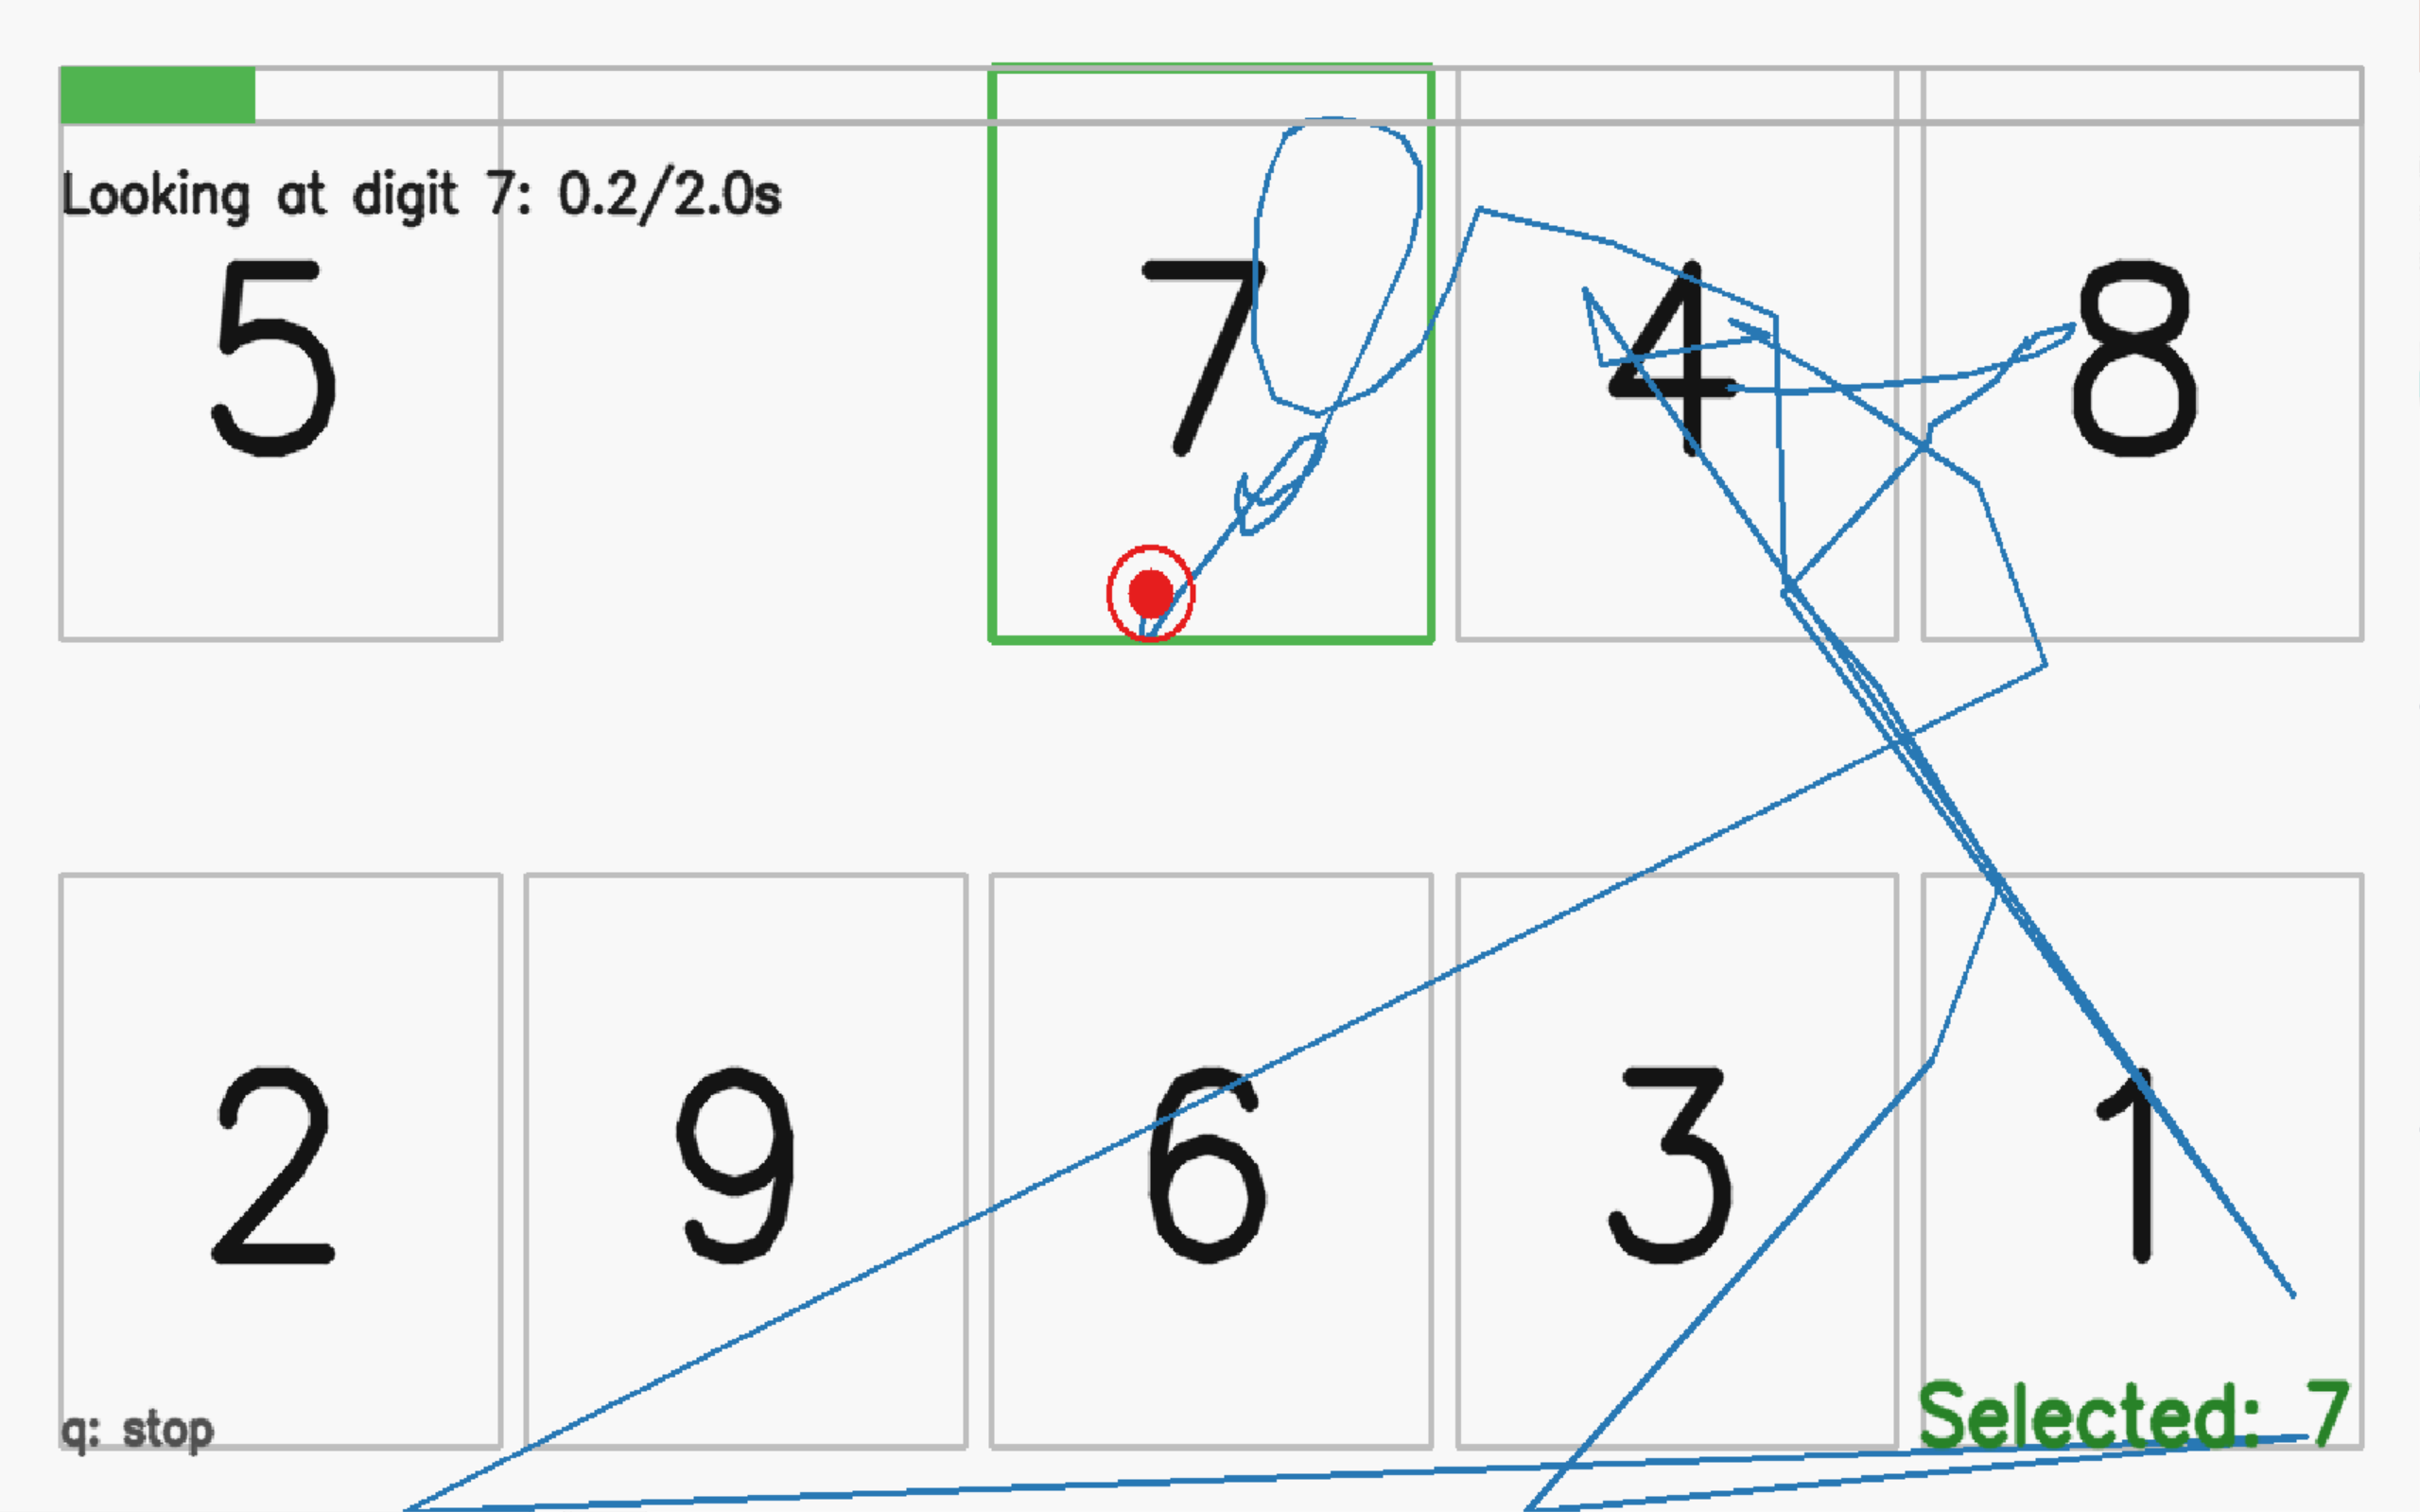 Looking at digit 7: 0.2/2.0s
5 7 4 8
2 9 6 3 1
q: stop
Selected: 7